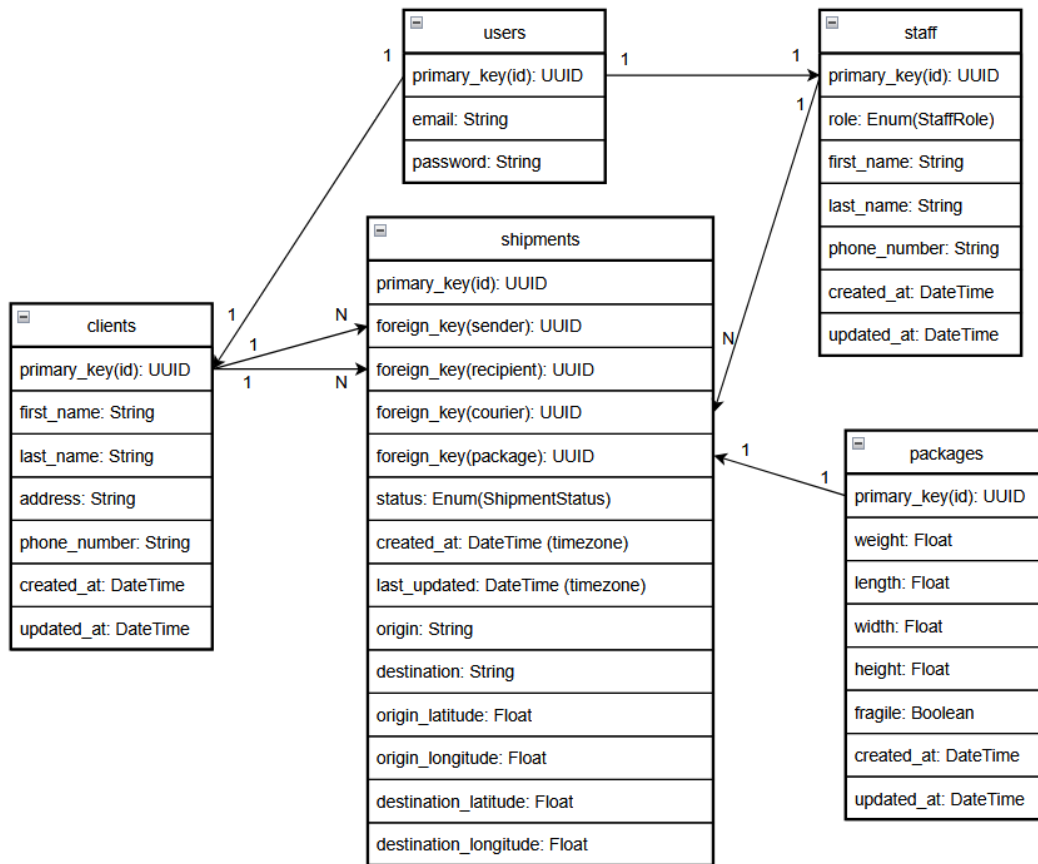 users
primary_key(id): UUID
email: String
password: String
staff
primary_key(id): UUID
role: Enum(StaffRole)
first_name: String
last_name: String
phone_number: String
created_at: DateTime
updated_at: DateTime
1
1
1
1
1
N
shipments
primary_key(id): UUID
foreign_key(sender): UUID
foreign_key(recipient): UUID
foreign_key(courier): UUID
foreign_key(package): UUID
status: Enum(ShipmentStatus)
created_at: DateTime (timezone)
last_updated: DateTime (timezone)
origin: String
destination: String
origin_latitude: Float
origin_longitude: Float
destination_latitude: Float
destination_longitude: Float
clients
primary_key(id): UUID
first_name: String
last_name: String
address: String
phone_number: String
created_at: DateTime
updated_at: DateTime
1
N
1
N
1
1
packages
primary_key(id): UUID
weight: Float
length: Float
width: Float
height: Float
fragile: Boolean
created_at: DateTime
updated_at: DateTime